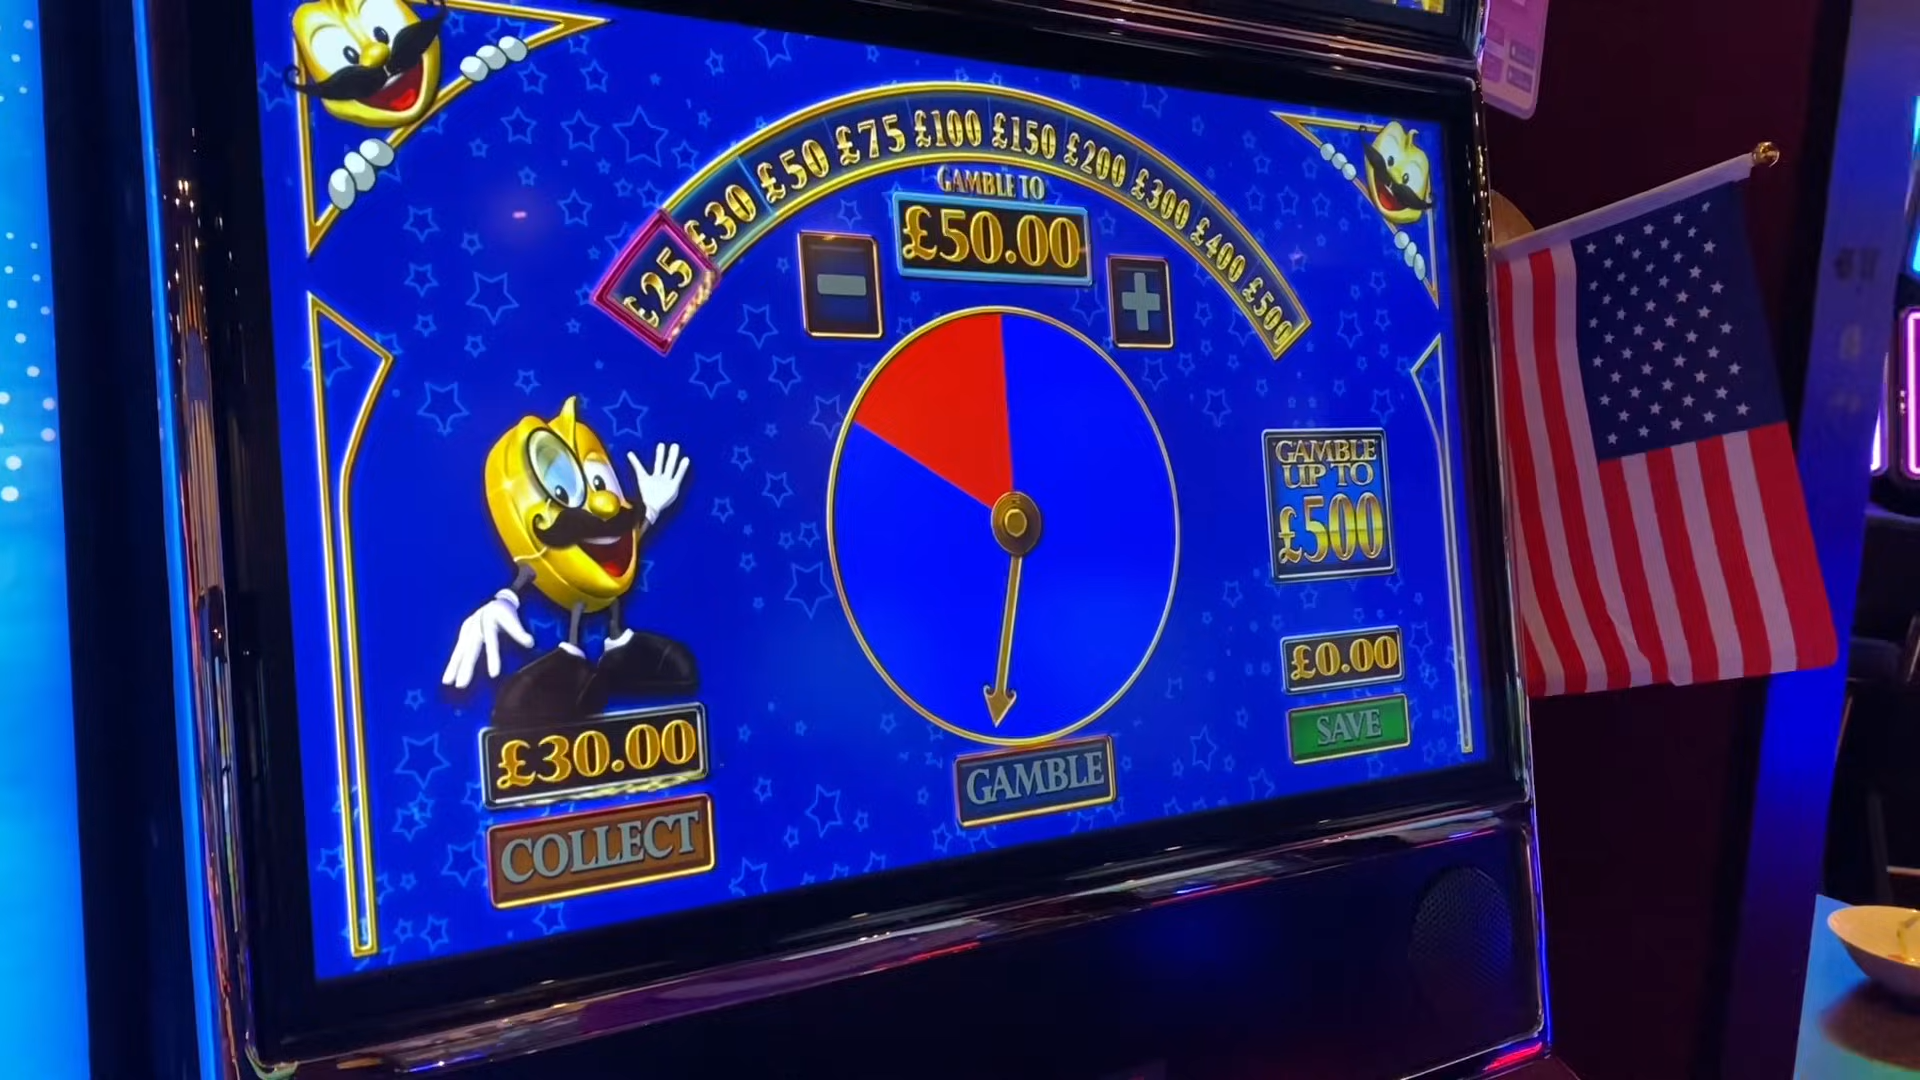 £25 £30 £50 £75 £100 £150 £200 £300 £400 £500
GAMBLE TO
£50.00
GAMBLE
UP TO
£500
£0.00
SAVE
£30.00
COLLECT
GAMBLE